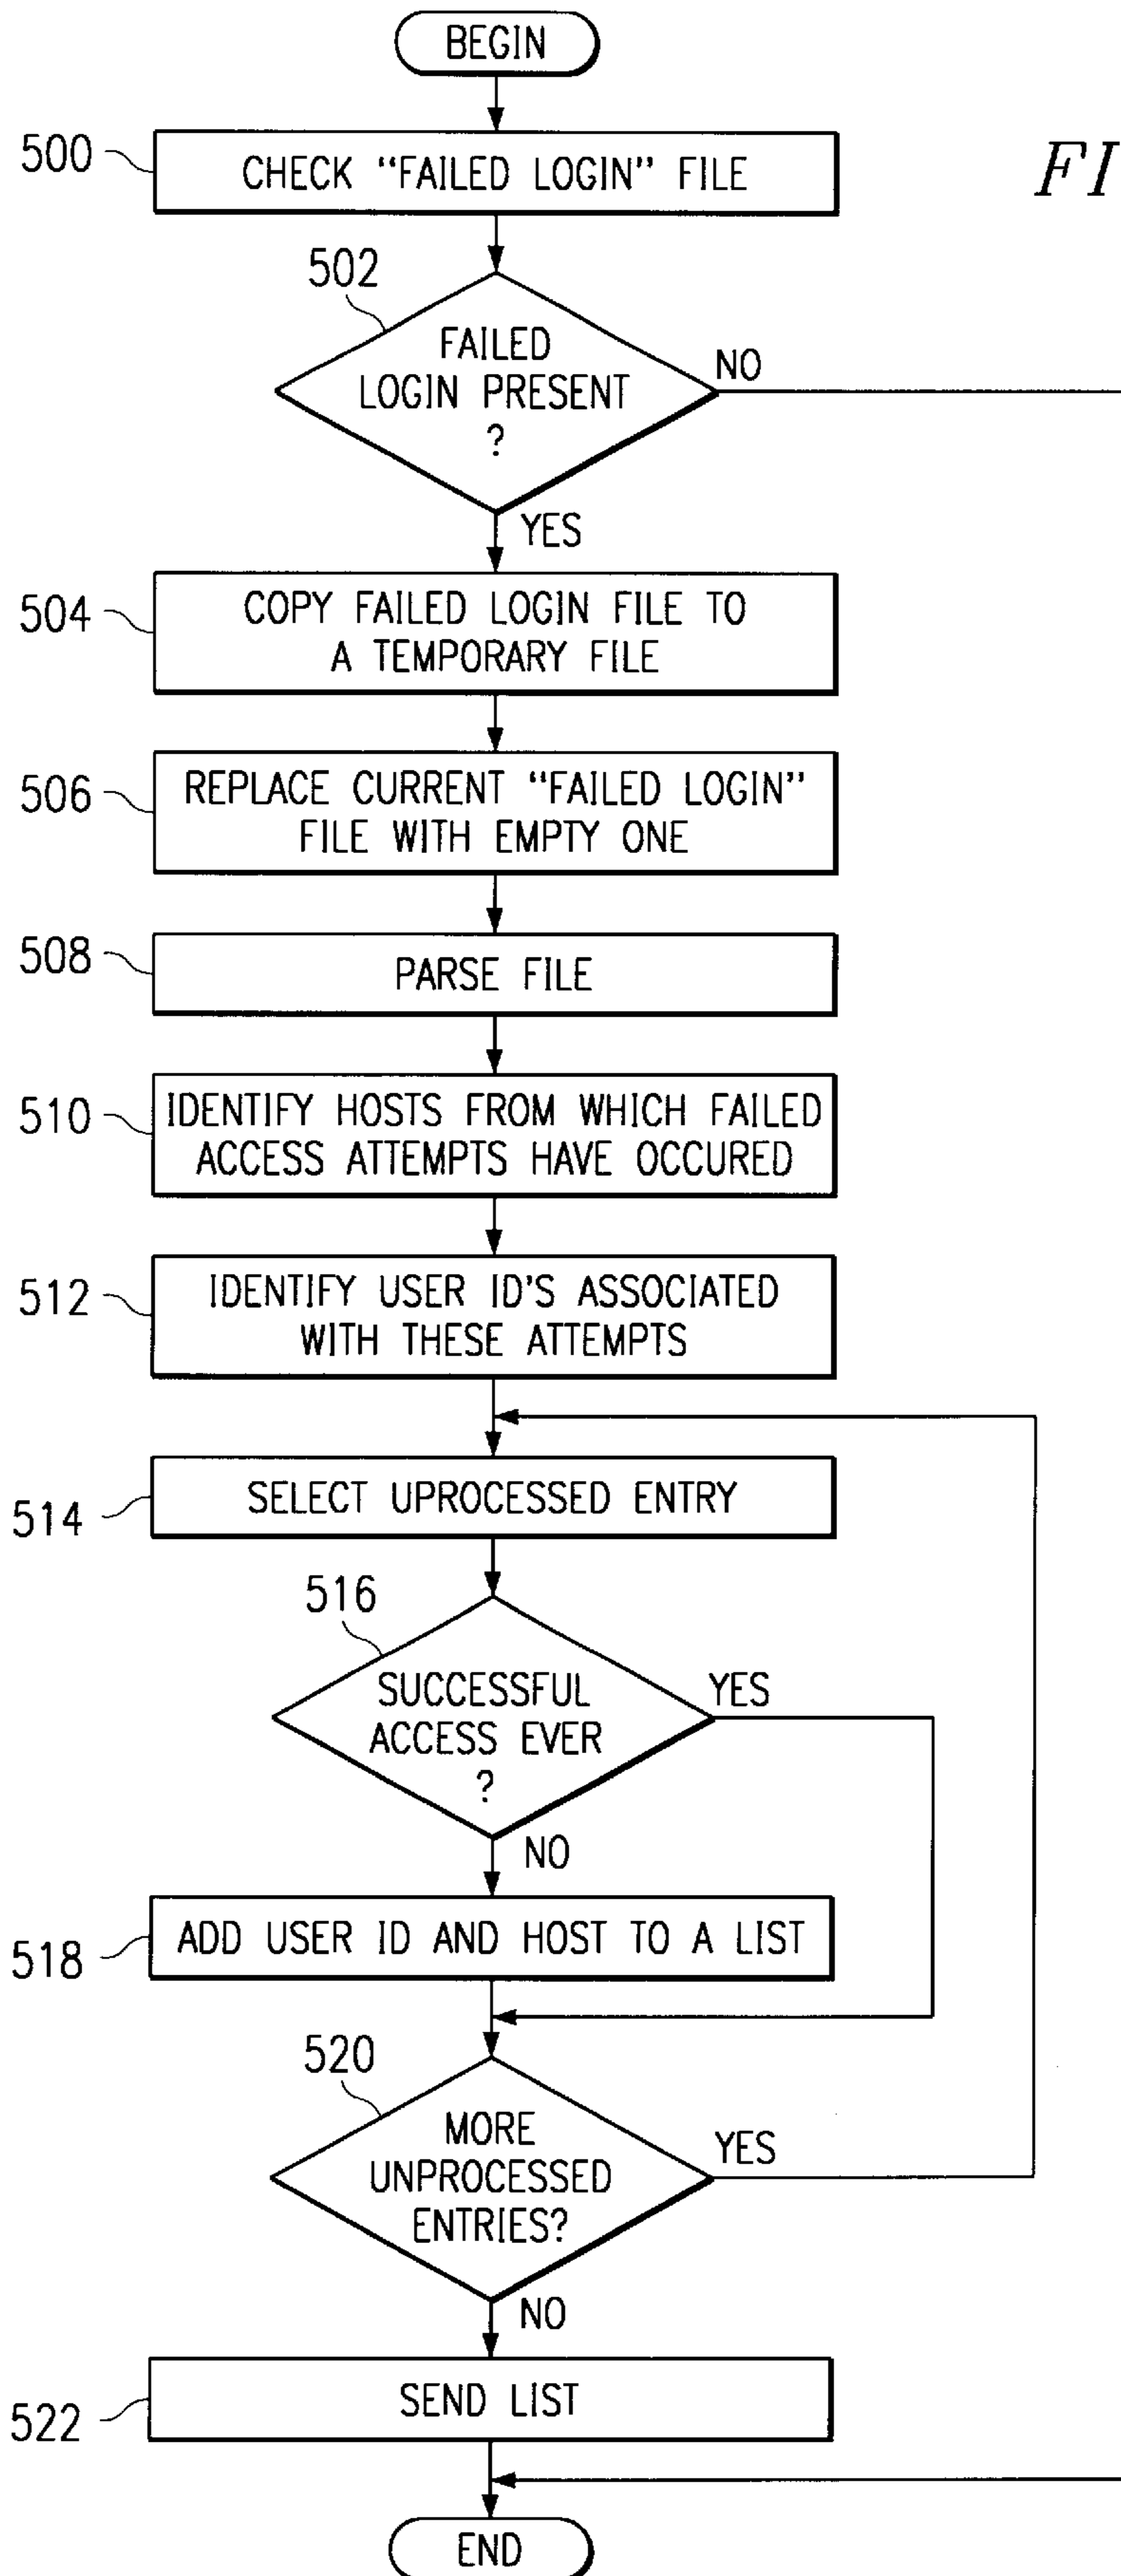 BEGIN
500
CHECK "FAILED LOGIN" FILE
FI
502
FAILED
LOGIN PRESENT
?
NO
YES
504
COPY FAILED LOGIN FILE TO
A TEMPORARY FILE
506
REPLACE CURRENT "FAILED LOGIN"
FILE WITH EMPTY ONE
508
PARSE FILE
510
IDENTIFY HOSTS FROM WHICH FAILED
ACCESS ATTEMPTS HAVE OCCURED
512
IDENTIFY USER ID'S ASSOCIATED
WITH THESE ATTEMPTS
514
SELECT UPROCESSED ENTRY
516
SUCCESSFUL
ACCESS EVER
?
YES
NO
518
ADD USER ID AND HOST TO A LIST
520
MORE
UNPROCESSED
ENTRIES?
YES
NO
522
SEND LIST
END